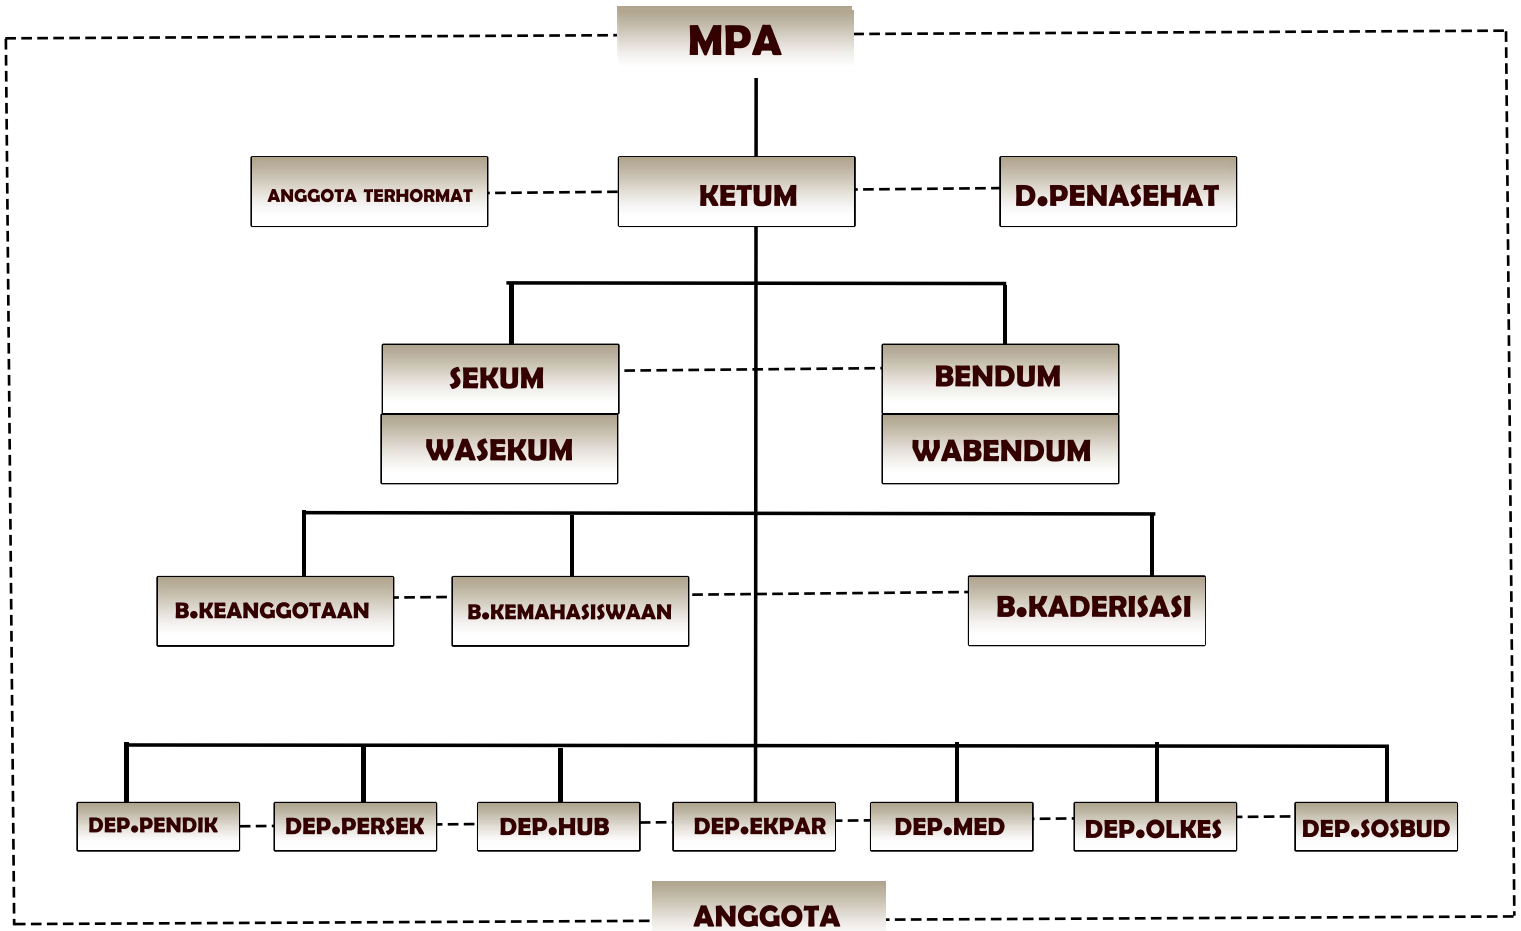 MPA
ANGGOTA TERHORMAT
KETUM
D.PENASEHAT
SEKUM
BENDUM
WASEKUM
WABENDUM
B.KEANGGOTAAN
B.KEMAHASISWAAN
B.KADERISASI
DEP.PENDIK
DEP.PERSEK
DEP.HUB
DEP.EKPAR
DEP.MED
DEP.OLKES
DEP.SOSBUD
ANGGOTA